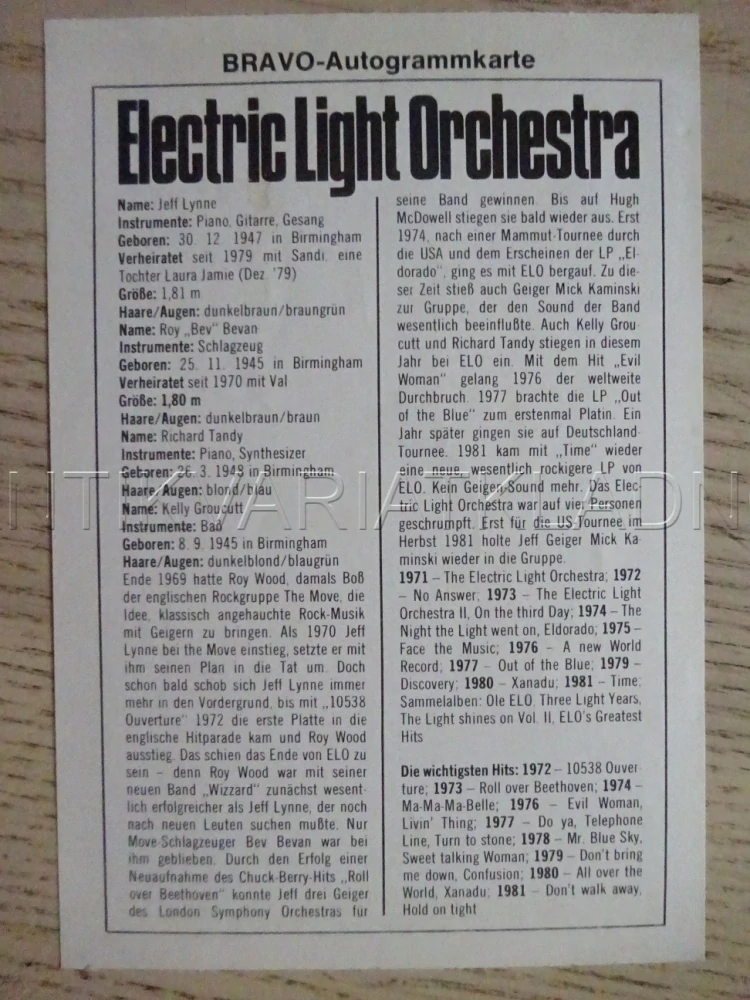 BRAVO-Autogrammkarte
Electric Light Orchestra
Name: Jeff Lynne
Instrumente: Piano, Gitarre, Gesang
Geboren: 30. 12. 1947 in Birmingham
Verheiratet seit 1979 mit Sandi, eine
Tochter Laura Jamie (Dez. '79)
Größe: 1,81 m
Haare/Augen: dunkelbraun/braungrün
Name: Roy „Bev" Bevan
Instrumente: Schlagzeug
Geboren: 25. 11. 1945 in Birmingham
Verheiratet seit 1970 mit Val
Größe: 1,80 m
Haare/Augen: dunkelbraun/braun
Name: Richard Tandy
Instrumente: Piano, Synthesizer
Geboren: 26. 3. 1948 in Birmingham
Haare/Augen: blond/blau
Name: Kelly Groucutt
Instrumente: Baß
Geboren: 8. 9. 1945 in Birmingham
Haare/Augen: dunkelblond/blaugrün
Ende 1969 hatte Roy Wood, damals Boß
der englischen Rockgruppe The Move, die
Idee, klassisch angehauchte Rock-Musik
mit Geigern zu bringen. Als 1970 Jeff
Lynne bei the Move einstieg, setzte er mit
ihm seinen Plan in die Tat um. Doch
schon bald schob sich Jeff Lynne immer
mehr in den Vordergrund, bis mit „10538
Ouverture" 1972 die erste Platte in die
englische Hitparade kam und Roy Wood
ausstieg. Das schien das Ende von ELO zu
sein – denn Roy Wood war mit seiner
neuen Band „Wizzard" zunächst wesent-
lich erfolgreicher als Jeff Lynne, der noch
nach neuen Leuten suchen mußte. Nur
Move-Schlagzeuger Bev Bevan war bei
ihm geblieben. Durch den Erfolg einer
Neuaufnahme des Chuck-Berry-Hits „Roll
over Beethoven" konnte Jeff drei Geiger
des London Symphony Orchestras für
seine Band gewinnen. Bis auf Hugh
McDowell stiegen sie bald wieder aus. Erst
1974, nach einer Mammut-Tournee durch
die USA und dem Erscheinen der LP „El-
dorado", ging es mit ELO bergauf. Zu die-
ser Zeit stieß auch Geiger Mick Kaminski
zur Gruppe, der den Sound der Band
wesentlich beeinflußte. Auch Kelly Grou-
cutt und Richard Tandy stiegen in diesem
Jahr bei ELO ein. Mit dem Hit „Evil
Woman" gelang 1976 der weltweite
Durchbruch. 1977 brachte die LP „Out
of the Blue" zum erstenmal Platin. Ein
Jahr später gingen sie auf Deutschland-
Tournee. 1981 kam mit „Time" wieder
eine neue, wesentlich rockigere LP von
ELO. Kein Geigen-Sound mehr. Das Elec-
tric Light Orchestra war auf vier Personen
geschrumpft. Erst für die US-Tournee im
Herbst 1981 holte Jeff Geiger Mick Ka-
minski wieder in die Gruppe.
1971 – The Electric Light Orchestra; 1972
– No Answer; 1973 – The Electric Light
Orchestra II, On the third Day; 1974 – The
Night the Light went on, Eldorado; 1975 –
Face the Music; 1976 – A new World
Record; 1977 – Out of the Blue; 1979 –
Discovery; 1980 – Xanadu; 1981 – Time;
Sammelalben: Ole ELO, Three Light Years,
The Light shines on Vol. II, ELO's Greatest
Hits
Die wichtigsten Hits: 1972 – 10538 Ouver-
ture; 1973 – Roll over Beethoven; 1974 –
Ma-Ma-Ma-Belle; 1976 – Evil Woman,
Livin' Thing; 1977 – Do ya, Telephone
Line, Turn to stone; 1978 – Mr. Blue Sky,
Sweet talking Woman; 1979 – Don't bring
me down, Confusion; 1980 – All over the
World, Xanadu; 1981 – Don't walk away,
Hold on tight
NTIKVARIATKLADN